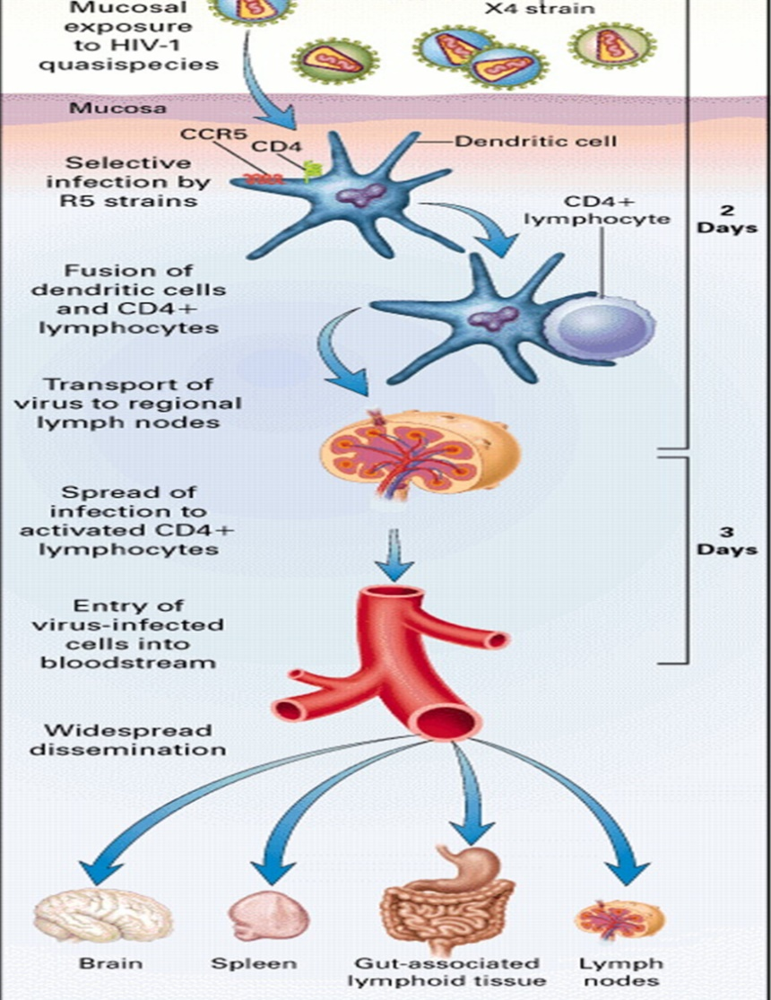 Mucosal
exposure
to HIV-1
quasispecies
X4 strain
Mucosa
CCR5
CD4
Dendritic cell
Selective
infection by
R5 strains
CD4+
lymphocyte
2
Days
Fusion of
dendritic cells
and CD4+
lymphocytes
Transport of
virus to regional
lymph nodes
Spread of
infection to
activated CD4+
lymphocytes
3
Days
Entry of
virus-infected
cells into
bloodstream
Widespread
dissemination
Brain
Spleen
Gut-associated
lymphoid tissue
Lymph
nodes